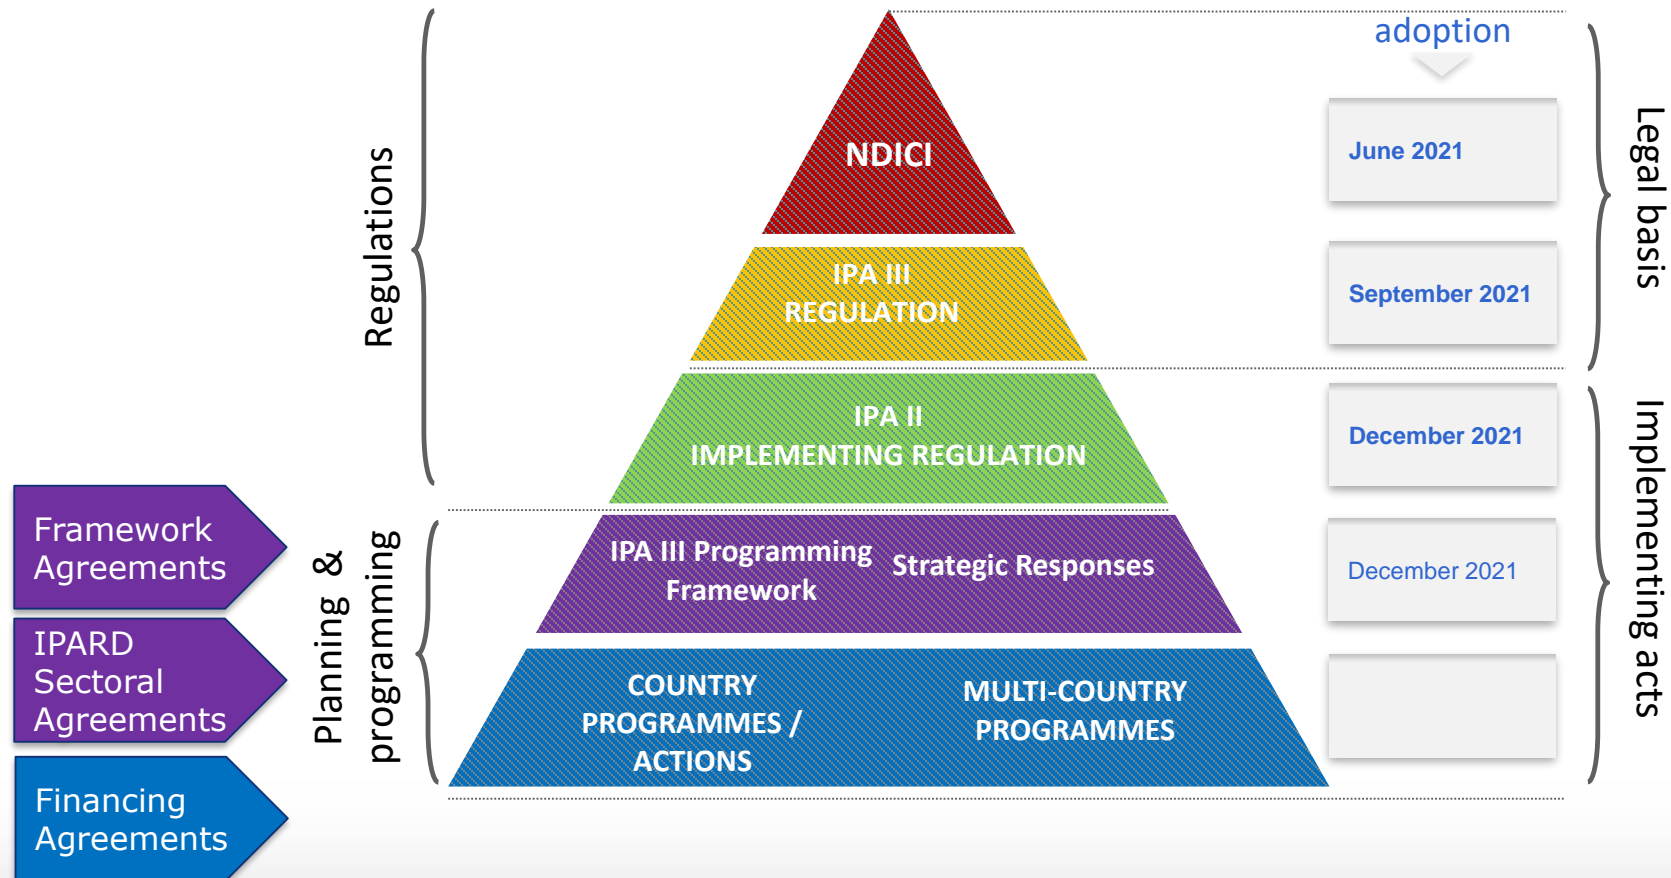 adoption
Regulations
NDICI
June 2021
Legal basis
IPA III
REGULATION
September 2021
IPA II
IMPLEMENTING REGULATION
December 2021
Implementing acts
Framework
Agreements
Planning &
programming
IPA III Programming
Framework
Strategic Responses
December 2021
IPARD
Sectoral
Agreements
COUNTRY
PROGRAMMES /
ACTIONS
MULTI-COUNTRY
PROGRAMMES
Financing
Agreements